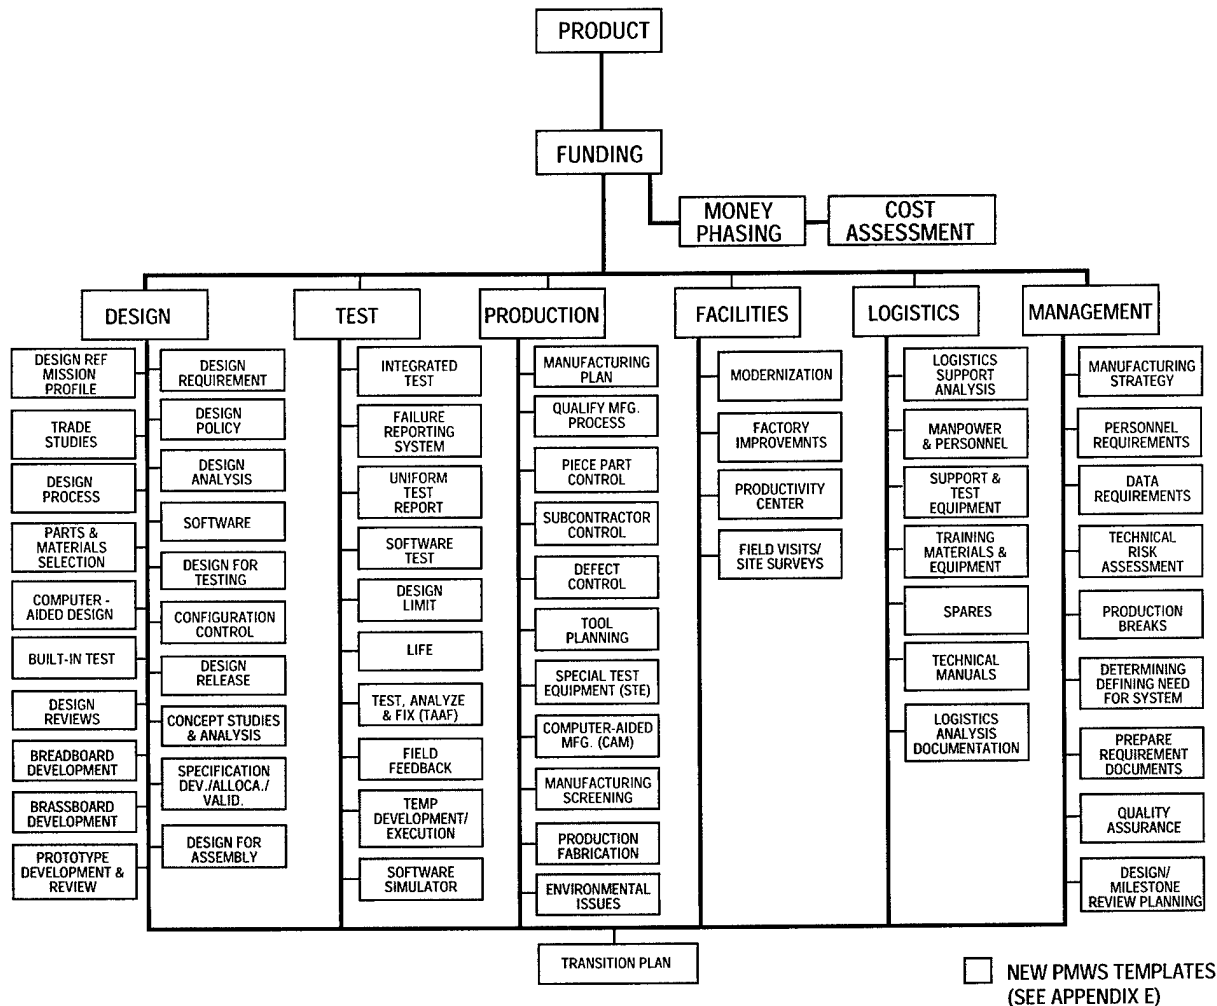 PRODUCT
FUNDING
MONEY
PHASING
COST
ASSESSMENT
DESIGN
TEST
PRODUCTION
FACILITIES
LOGISTICS
MANAGEMENT
DESIGN REF
MISSION
PROFILE
TRADE
STUDIES
DESIGN
PROCESS
PARTS &
MATERIALS
SELECTION
COMPUTER -
AIDED DESIGN
BUILT-IN TEST
DESIGN
REVIEWS
BREADBOARD
DEVELOPMENT
BRASSBOARD
DEVELOPMENT
PROTOTYPE
DEVELOPMENT &
REVIEW
DESIGN
REQUIREMENT
DESIGN
POLICY
DESIGN
ANALYSIS
SOFTWARE
DESIGN FOR
TESTING
CONFIGURATION
CONTROL
DESIGN
RELEASE
CONCEPT STUDIES
& ANALYSIS
SPECIFICATION
DEV./ALLOCA./
VALID.
DESIGN FOR
ASSEMBLY
INTEGRATED
TEST
FAILURE
REPORTING
SYSTEM
UNIFORM
TEST
REPORT
SOFTWARE
TEST
DESIGN
LIMIT
LIFE
TEST, ANALYZE
& FIX (TAAF)
FIELD
FEEDBACK
TEMP
DEVELOPMENT/
EXECUTION
SOFTWARE
SIMULATOR
MANUFACTURING
PLAN
QUALIFY MFG.
PROCESS
PIECE PART
CONTROL
SUBCONTRACTOR
CONTROL
DEFECT
CONTROL
TOOL
PLANNING
SPECIAL TEST
EQUIPMENT (STE)
COMPUTER-AIDED
MFG. (CAM)
MANUFACTURING
SCREENING
PRODUCTION
FABRICATION
ENVIRONMENTAL
ISSUES
MODERNIZATION
FACTORY
IMPROVEMNTS
PRODUCTIVITY
CENTER
FIELD VISITS/
SITE SURVEYS
LOGISTICS
SUPPORT
ANALYSIS
MANPOWER
& PERSONNEL
SUPPORT &
TEST
EQUIPMENT
TRAINING
MATERIALS &
EQUIPMENT
SPARES
TECHNICAL
MANUALS
LOGISTICS
ANALYSIS
DOCUMENTATION
MANUFACTURING
STRATEGY
PERSONNEL
REQUIREMENTS
DATA
REQUIREMENTS
TECHNICAL
RISK
ASSESSMENT
PRODUCTION
BREAKS
DETERMINING
DEFINING NEED
FOR SYSTEM
PREPARE
REQUIREMENT
DOCUMENTS
QUALITY
ASSURANCE
DESIGN/
MILESTONE
REVIEW PLANNING
TRANSITION PLAN
NEW PMWS TEMPLATES
(SEE APPENDIX E)